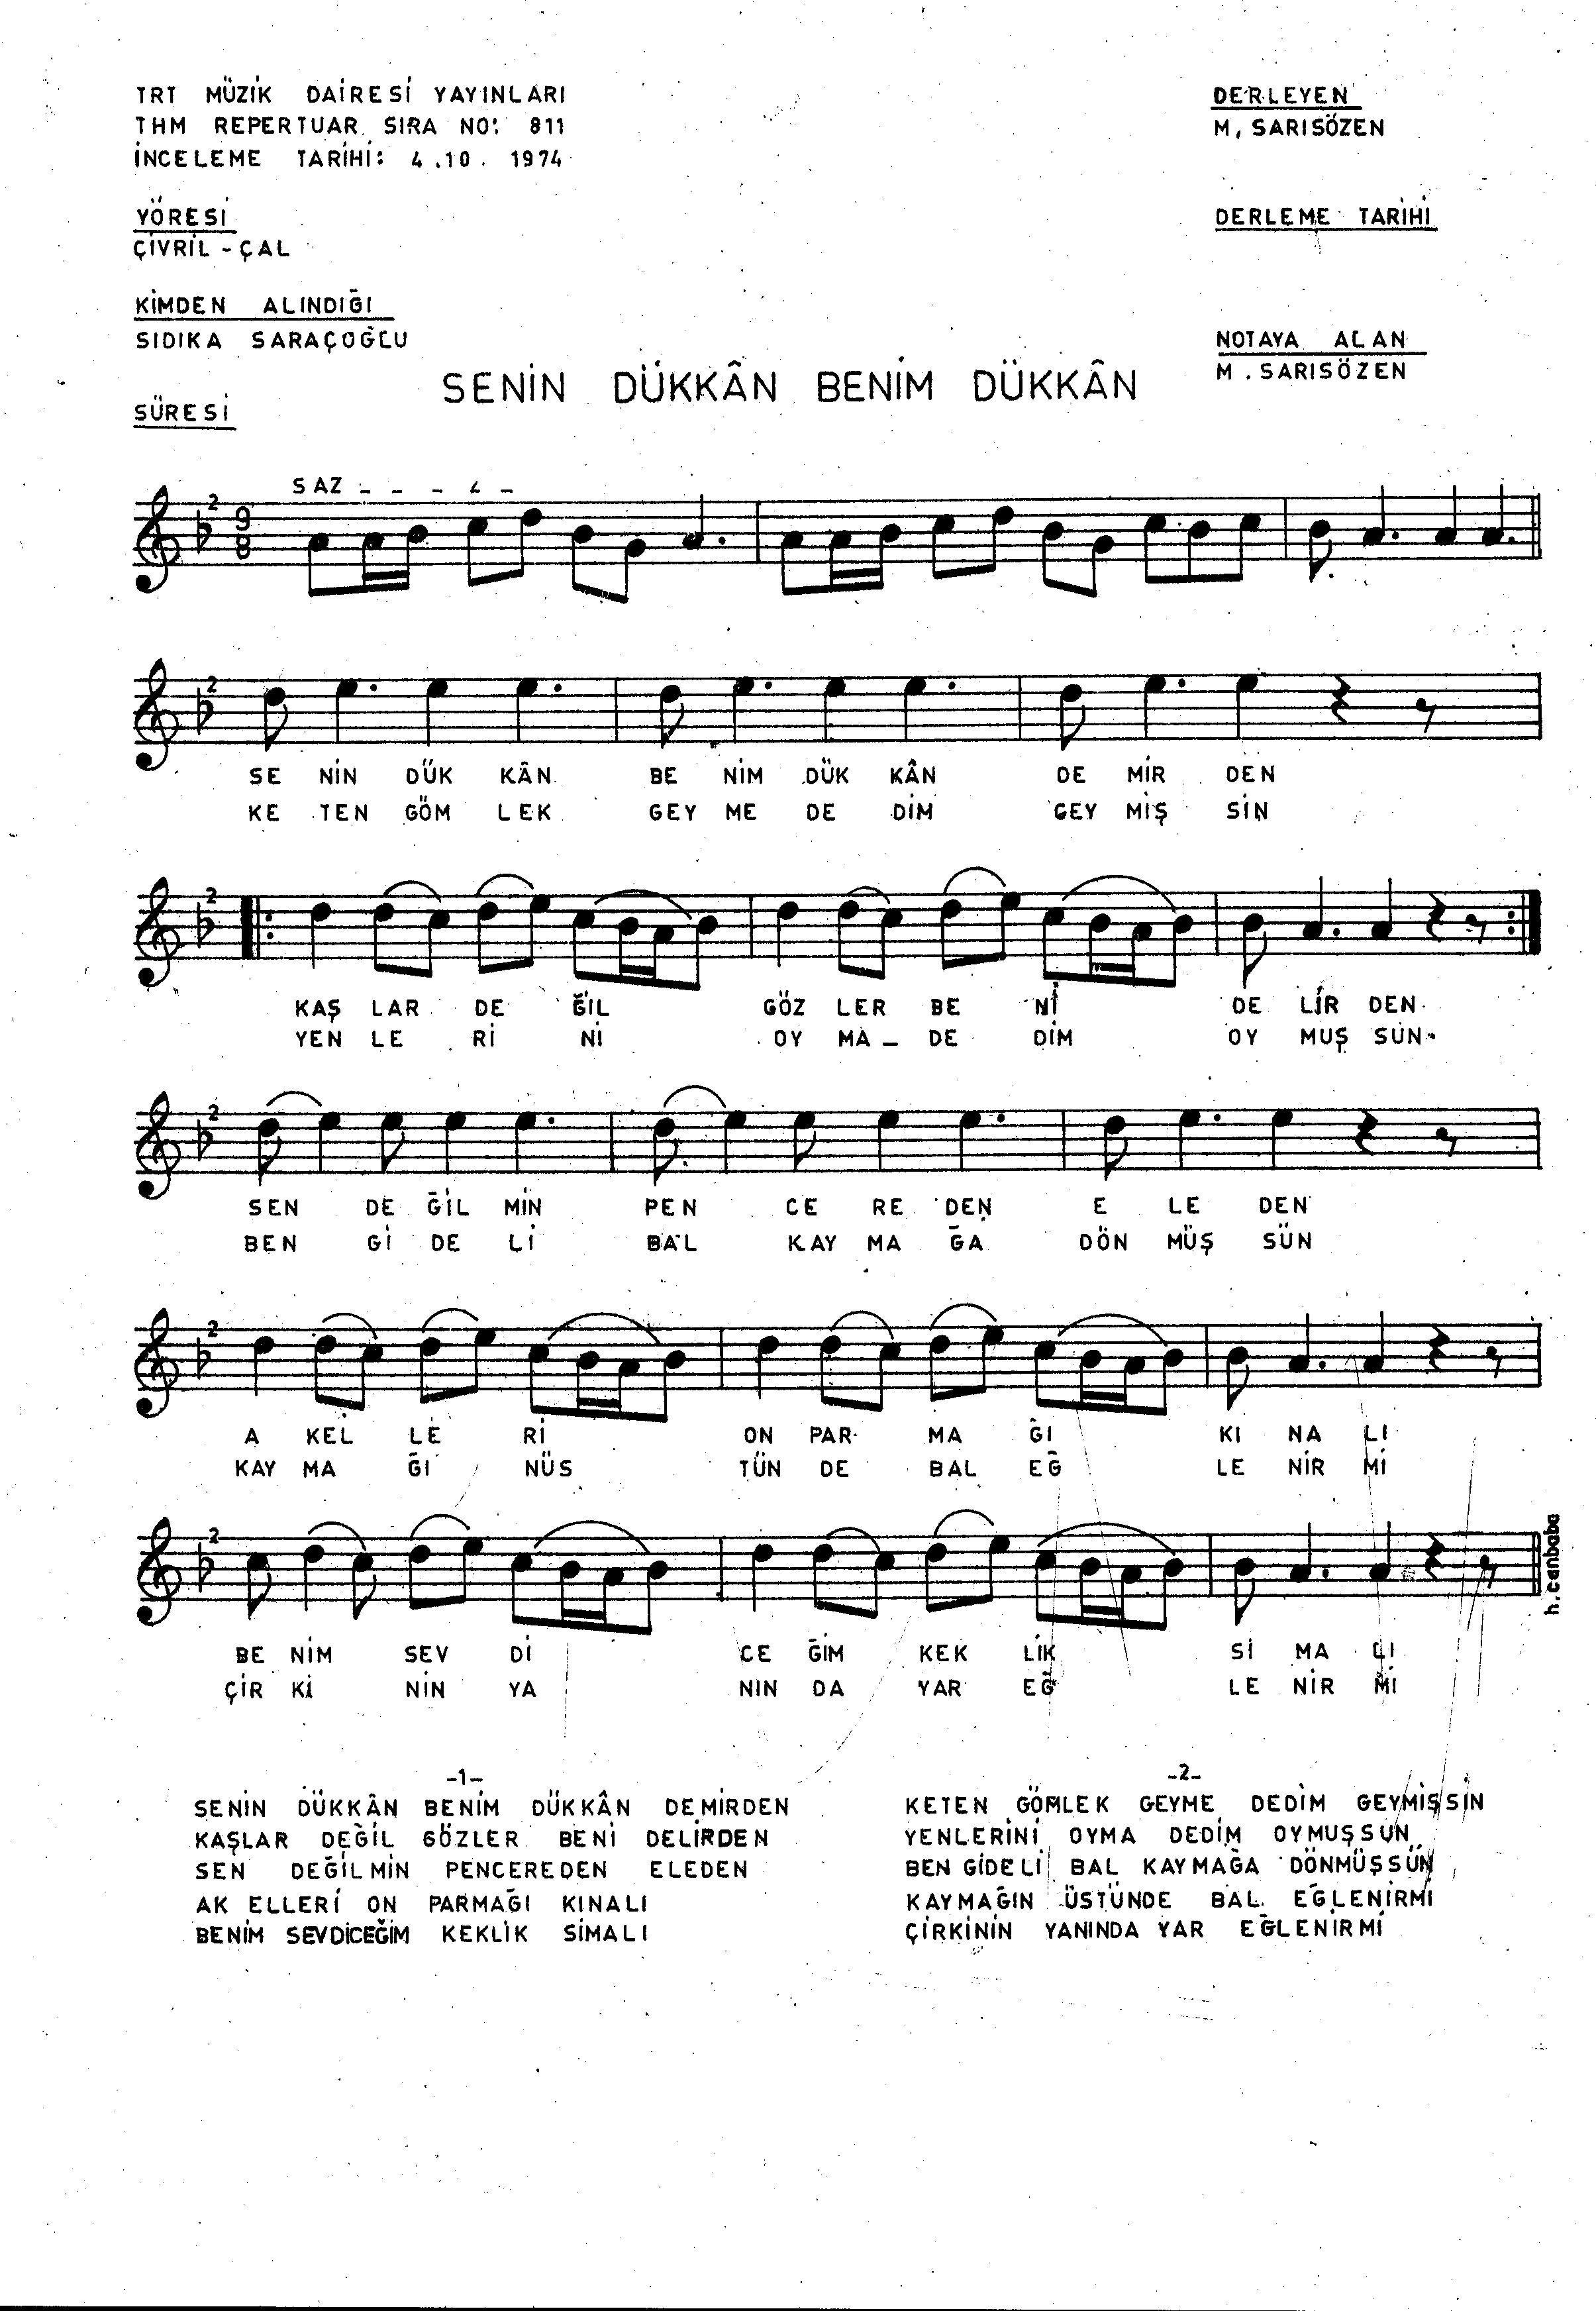 TRT MÜZİK DAİRESİ YAYINLARI
THM REPERTUAR SIRA NO: 811
İNCELEME TARİHİ: 4.10.1974
DERLEYEN
M, SARISÖZEN
YÖRESİ
ÇİVRİL-ÇAL
DERLEME TARİHİ
KİMDEN ALINDIĞI
SIDIKA SARAÇOĞLU
NOTAYA ALAN
M.SARISÖZEN
SENİN DÜKKÂN BENİM DÜKKÂN
SÜRESİ
SAZ
2
9
8
2
SE NİN DÜK KÂN BE NİM DÜK KÂN DE MİR DEN
KE TEN GÖM LEK GEY ME DE DİM GEY MİŞ SİN
2
KAŞ LAR DE ĞİL GÖZ LER BE Nİ DE LİR DEN
YEN LE Rİ Nİ OY MA _ DE DİM OY MUŞ SUN
2
SEN DE ĞİL MİN PEN CE RE DEN E LE DEN
BEN Gİ DE Lİ BAL KAY MA ĞA DÖN MÜŞ SÜN
2
A KEL LE Rİ ON PAR MA ĞI KI NA LI
KAY MA ĞI NÜS TÜN DE BAL EĞ LE NİR Mİ
2
BE NİM SEV Dİ CE ĞİM KEK LİK Sİ MA LI
ÇİR Kİ NİN YA NIN DA YAR EĞ LE NİR Mİ
h.canbaba
-1-
SENİN DÜKKÂN BENİM DÜKKÂN DEMİRDEN
KAŞLAR DEĞİL GÖZLER BENİ DELİRDEN
SEN DEĞİLMİN PENCEREDEN ELEDEN
AK ELLERİ ON PARMAĞI KINALI
BENİM SEVDİCEĞİM KEKLİK SİMALI
-2-
KETEN GÖMLEK GEYME DEDİM GEYMİŞSİN
YENLERİNİ OYMA DEDİM OYMUŞSUN
BEN GİDELİ BAL KAYMAĞA DÖNMÜŞSÜN
KAYMAĞIN ÜSTÜNDE BAL EĞLENİRMİ
ÇİRKİNİN YANINDA YAR EĞLENİRMİ